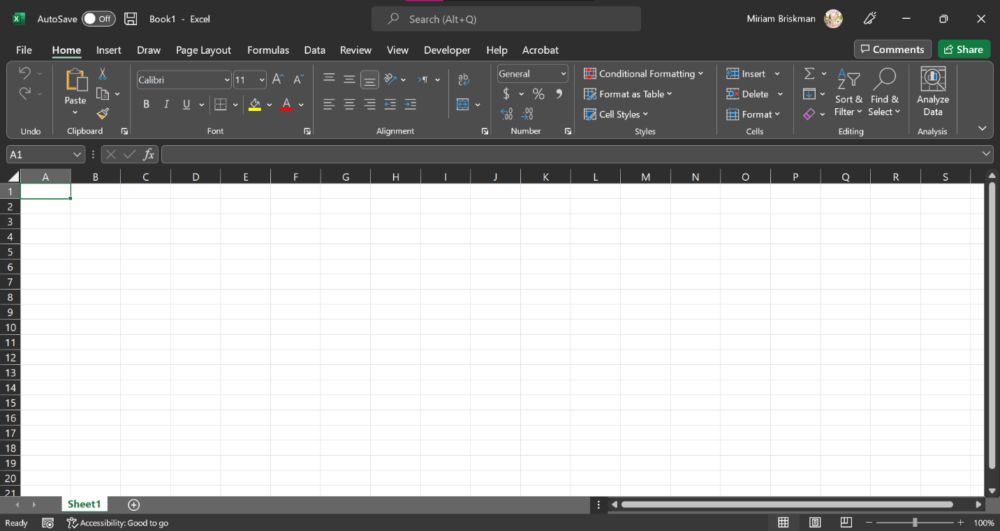 AutoSave Off Book1 - Excel Search (Alt+Q) Miriam Briskman
File Home Insert Draw Page Layout Formulas Data Review View Developer Help Acrobat Comments Share
Calibri 11 General Conditional Formatting Insert
Paste $ % Format as Table Delete Sort & Filter Find & Select Analyze Data
Cell Styles Format
Undo Clipboard Font Alignment Number Styles Cells Editing Analysis
A1 fx
A B C D E F G H I J K L M N O P Q R S
1
2
3
4
5
6
7
8
9
10
11
12
13
14
15
16
17
18
19
20
21
Sheet1
Ready Accessibility: Good to go 100%